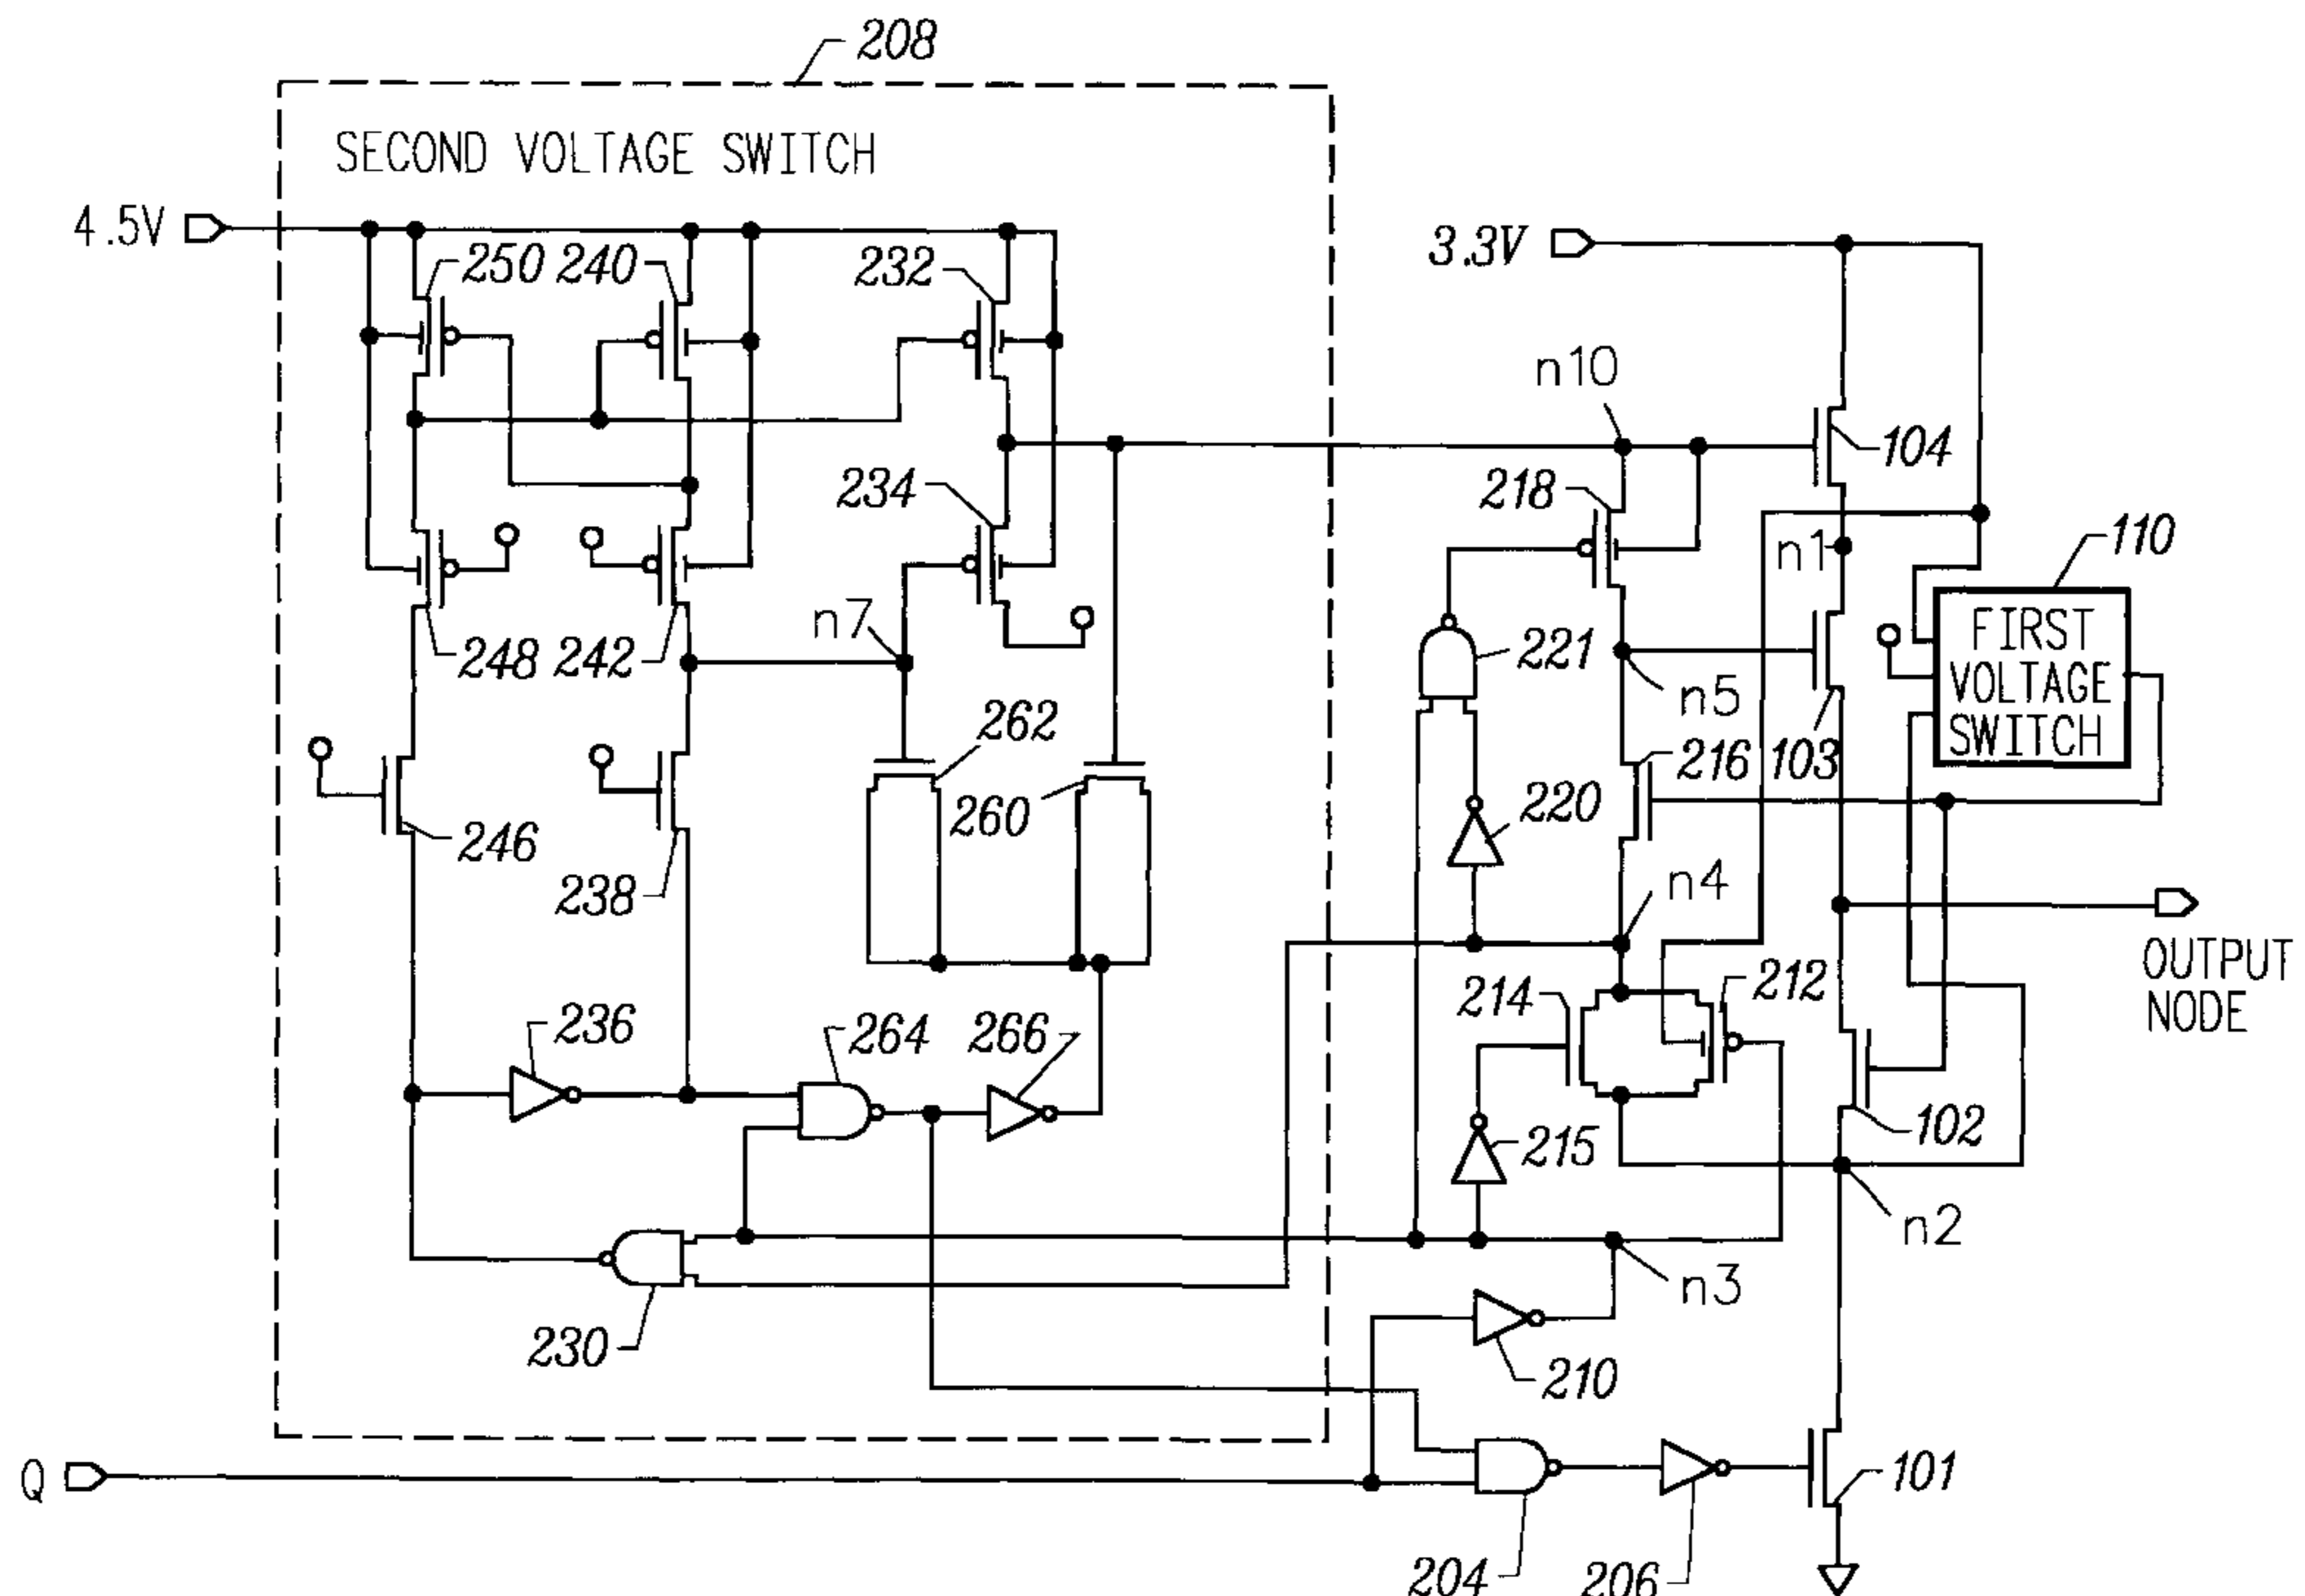 208
SECOND VOLTAGE SWITCH
4.5V
250
240
232
3.3V
n10
104
234
218
n1
110
FIRST
VOLTAGE
SWITCH
n7
248
242
221
n5
262
216
103
260
220
246
238
n4
OUTPUT
NODE
236
264
266
214
212
215
102
n2
n3
230
210
Q
101
204
206